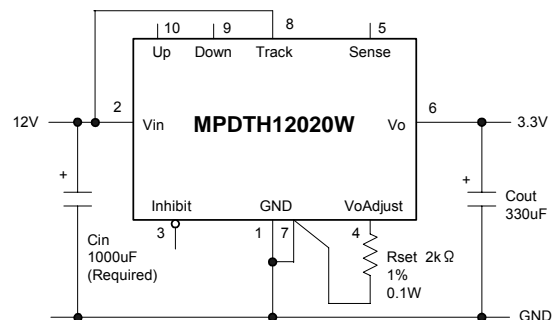 10 9 8 5
Up Down Track Sense
2 6
12V Vin MPDTH12020W Vo 3.3V
+ +
Inhibit GND VoAdjust
3 1 7 4
Cin
1000uF
(Required)
Rset 2kΩ
1%
0.1W
Cout
330uF
GND